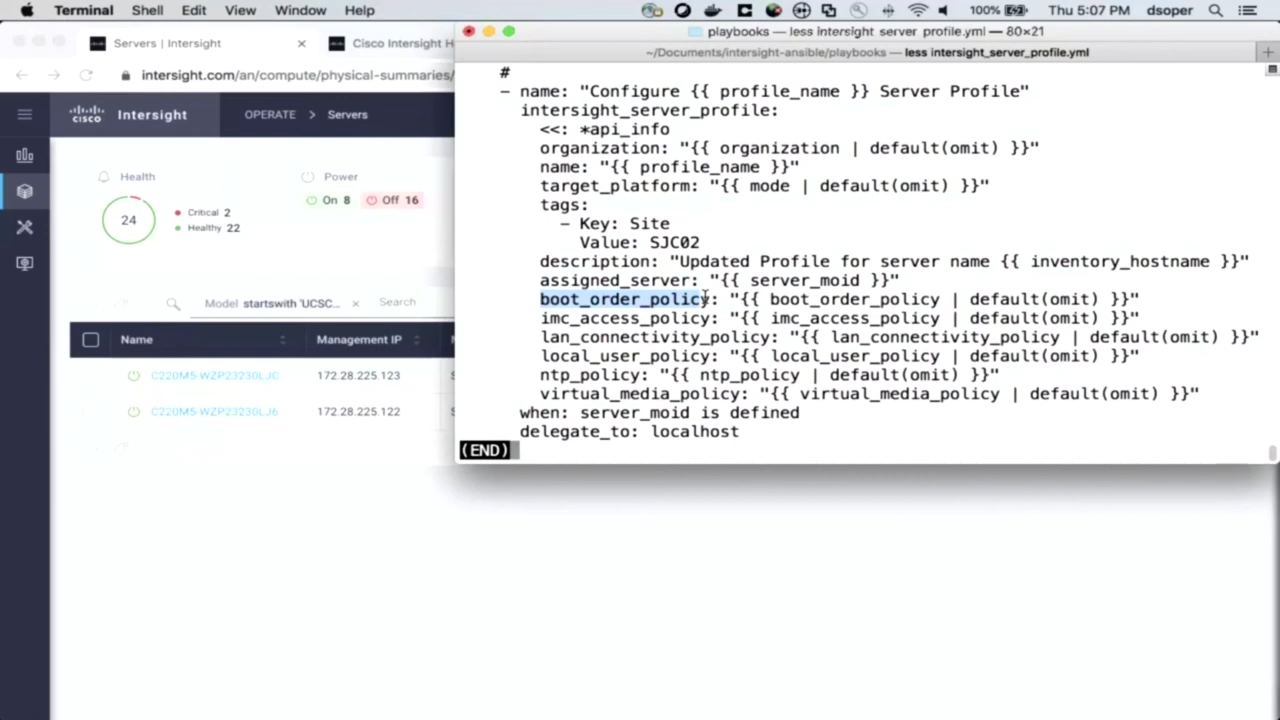 Terminal Shell Edit View Window Help 100% Thu 5:07 PM dsoper
Servers | Intersight
Cisco Intersight H
intersight.com/an/compute/physical-summaries/
CISCO Intersight
OPERATE > Servers
Health
24
Critical 2
Healthy 22
Power
On 8 Off 16
Model startswith 'UCSC... × Search
Name Management IP
C220M5-WZP23230LJC 172.28.225.123 S
C220M5-WZP23230LJ6 172.28.225.122 S
playbooks — less intersight_server_profile.yml — 80×21
~/Documents/intersight-ansible/playbooks — less intersight_server_profile.yml
#
- name: "Configure {{ profile_name }} Server Profile"
intersight_server_profile:
<<: *api_info
organization: "{{ organization | default(omit) }}"
name: "{{ profile_name }}"
target_platform: "{{ mode | default(omit) }}"
tags:
- Key: Site
Value: SJC02
description: "Updated Profile for server name {{ inventory_hostname }}"
assigned_server: "{{ server_moid }}"
boot_order_policy: "{{ boot_order_policy | default(omit) }}"
imc_access_policy: "{{ imc_access_policy | default(omit) }}"
lan_connectivity_policy: "{{ lan_connectivity_policy | default(omit) }}"
local_user_policy: "{{ local_user_policy | default(omit) }}"
ntp_policy: "{{ ntp_policy | default(omit) }}"
virtual_media_policy: "{{ virtual_media_policy | default(omit) }}"
when: server_moid is defined
delegate_to: localhost
(END)